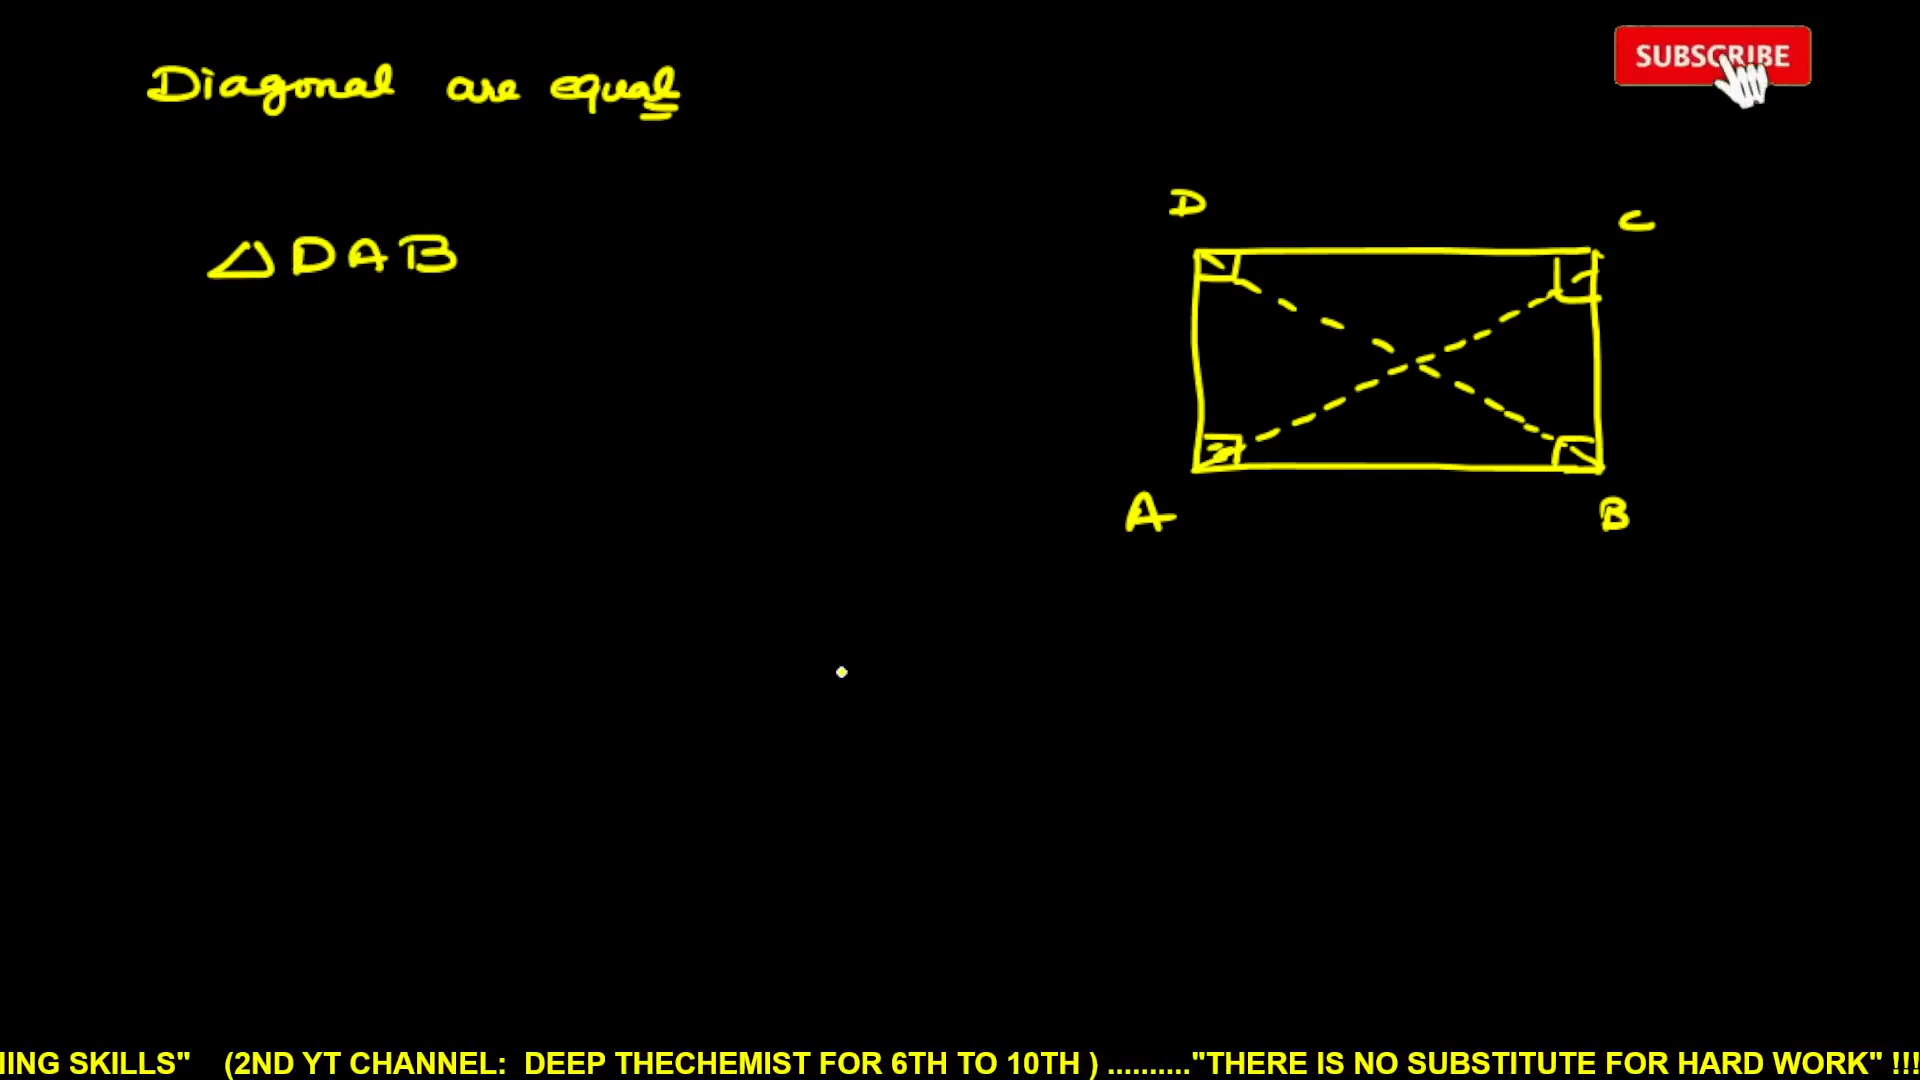 Diagonal are equal
SUBSCRIBE
△DAB
D
C
A
B
NING SKILLS" (2ND YT CHANNEL: DEEP THECHEMIST FOR 6TH TO 10TH ) .........."THERE IS NO SUBSTITUTE FOR HARD WORK" !!!